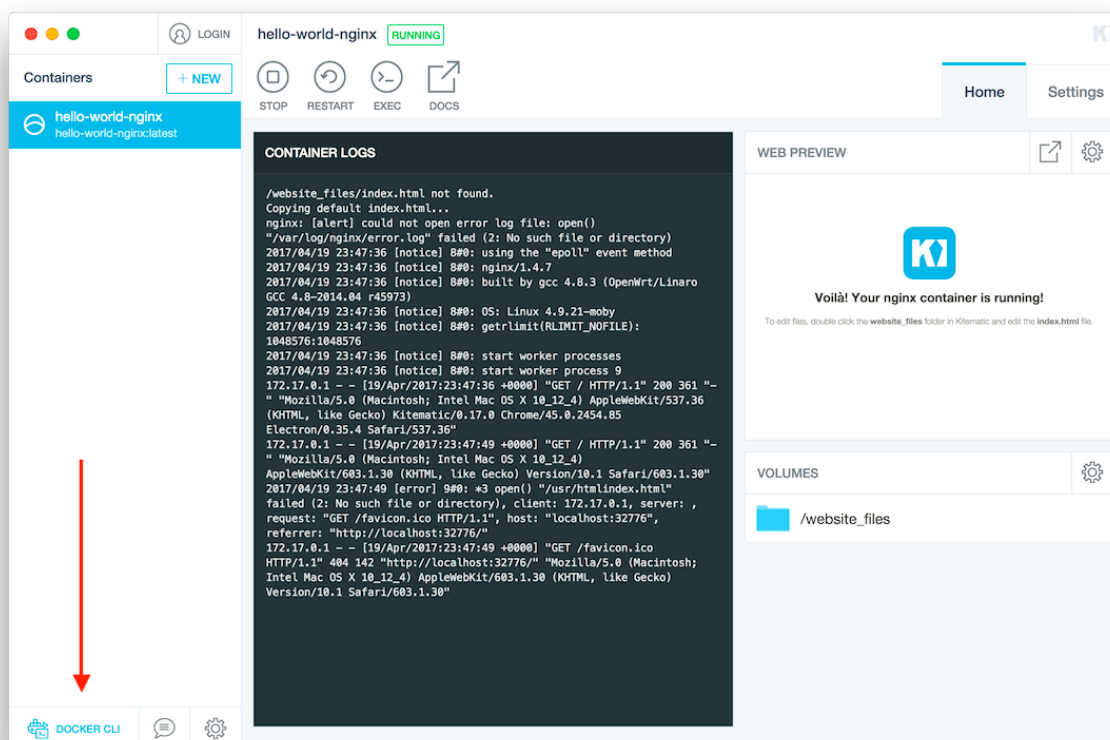 LOGIN
hello-world-nginx RUNNING
Containers
+ NEW
STOP RESTART EXEC DOCS
Home Settings
hello-world-nginx
hello-world-nginx:latest
CONTAINER LOGS
/website_files/index.html not found.
Copying default index.html...
nginx: [alert] could not open error log file: open()
"/var/log/nginx/error.log" failed (2: No such file or directory)
2017/04/19 23:47:36 [notice] 8#0: using the "epoll" event method
2017/04/19 23:47:36 [notice] 8#0: nginx/1.4.7
2017/04/19 23:47:36 [notice] 8#0: built by gcc 4.8.3 (OpenWrt/Linaro
GCC 4.8-2014.04 r45973)
2017/04/19 23:47:36 [notice] 8#0: OS: Linux 4.9.21-moby
2017/04/19 23:47:36 [notice] 8#0: getrlimit(RLIMIT_NOFILE):
1048576:1048576
2017/04/19 23:47:36 [notice] 8#0: start worker processes
2017/04/19 23:47:36 [notice] 8#0: start worker process 9
172.17.0.1 - - [19/Apr/2017:23:47:36 +0000] "GET / HTTP/1.1" 200 361 "-
" "Mozilla/5.0 (Macintosh; Intel Mac OS X 10_12_4) AppleWebKit/537.36
(KHTML, like Gecko) Kitematic/0.17.0 Chrome/45.0.2454.85
Electron/0.35.4 Safari/537.36"
172.17.0.1 - - [19/Apr/2017:23:47:49 +0000] "GET / HTTP/1.1" 200 361 "-
" "Mozilla/5.0 (Macintosh; Intel Mac OS X 10_12_4)
AppleWebKit/603.1.30 (KHTML, like Gecko) Version/10.1 Safari/603.1.30"
2017/04/19 23:47:49 [error] 9#0: *3 open() "/usr/htmlindex.html"
failed (2: No such file or directory), client: 172.17.0.1, server: ,
request: "GET /favicon.ico HTTP/1.1", host: "localhost:32776",
referrer: "http://localhost:32776/"
172.17.0.1 - - [19/Apr/2017:23:47:49 +0000] "GET /favicon.ico
HTTP/1.1" 404 142 "http://localhost:32776/" "Mozilla/5.0 (Macintosh;
Intel Mac OS X 10_12_4) AppleWebKit/603.1.30 (KHTML, like Gecko)
Version/10.1 Safari/603.1.30"
WEB PREVIEW
Voilà! Your nginx container is running!
To edit files, double click the website_files folder in Kitematic and edit the index.html file.
VOLUMES
/website_files
DOCKER CLI